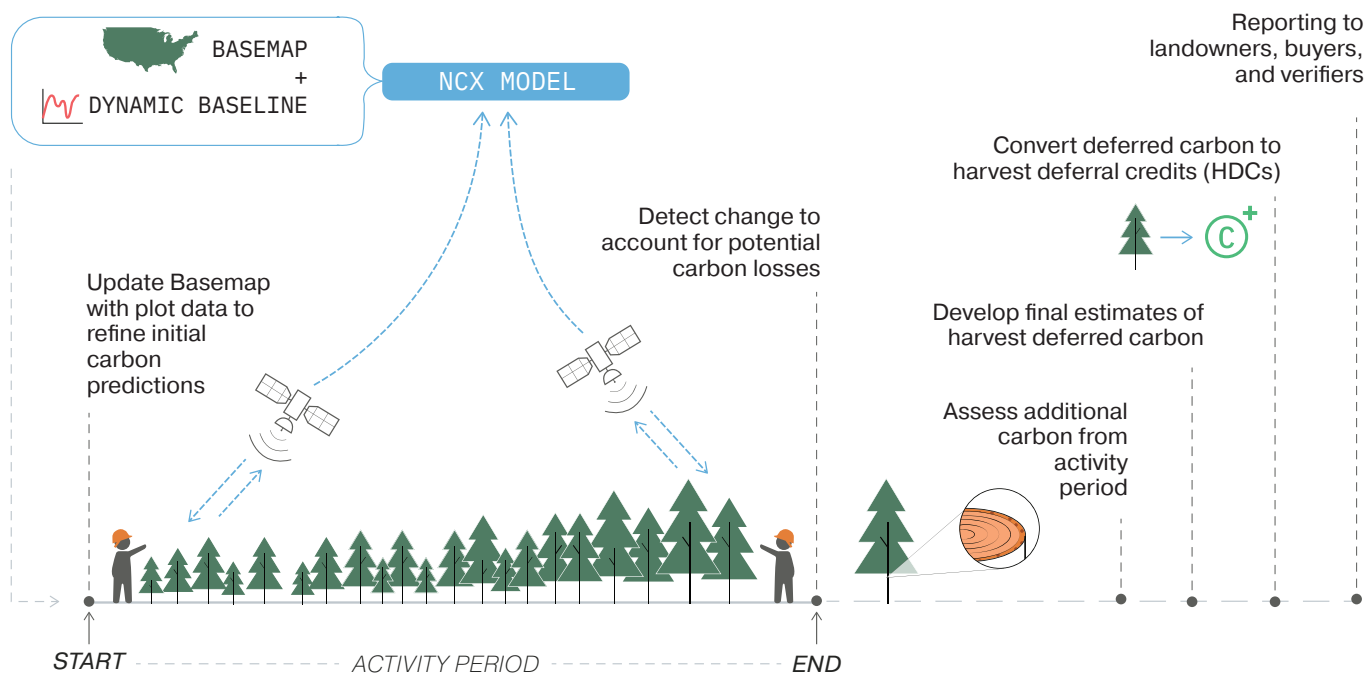 BASEMAP
+
DYNAMIC BASELINE
NCX MODEL
Update Basemap
with plot data to
refine initial
carbon
predictions
Detect change to
account for potential
carbon losses
Assess additional
carbon from
activity
period
Develop final estimates of
harvest deferred carbon
Convert deferred carbon to
harvest deferral credits (HDCs)
C+
Reporting to
landowners, buyers,
and verifiers
START
ACTIVITY PERIOD
END